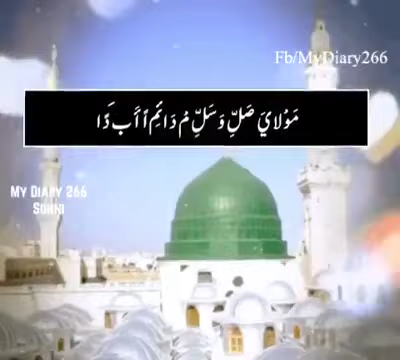 Fb/MyDiary266
مَوْلَايَ صَلِّ وَسَلِّمْ دَائِمًا أَبَدًا
My Diary 266
Sunni